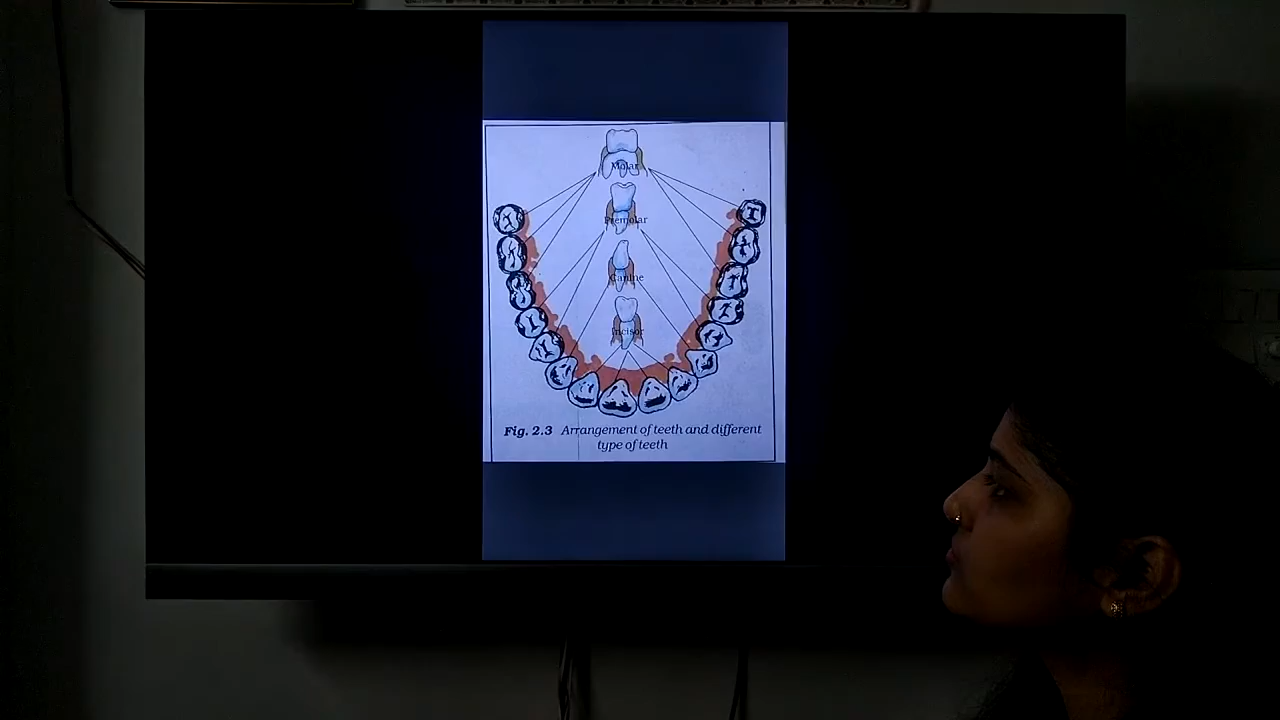 Molar
Premolar
Canine
Incisor
Fig. 2.3 Arrangement of teeth and different
type of teeth